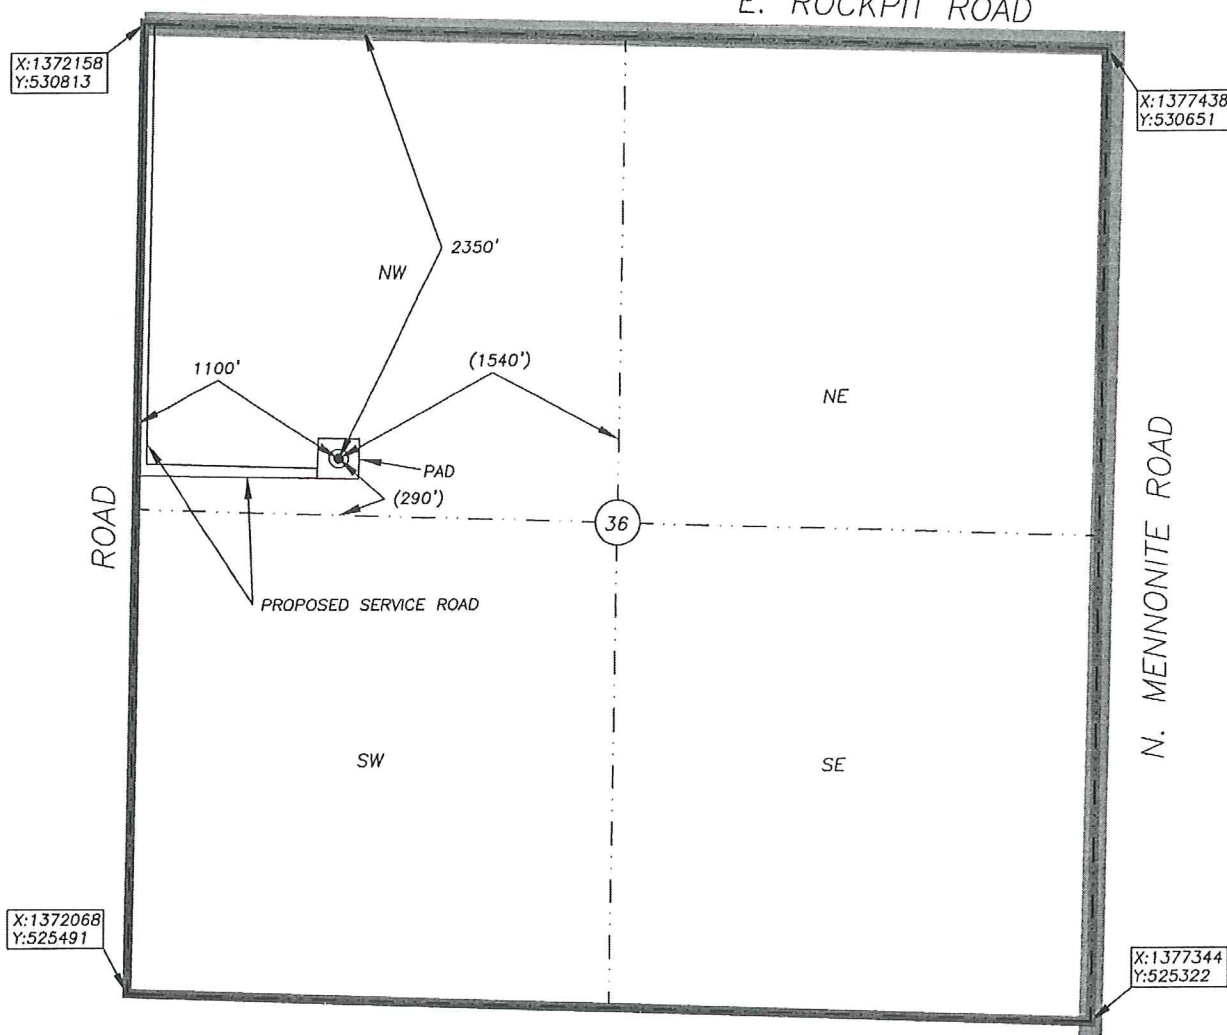 E. ROCKPIT ROAD
X:1372158
Y:530813
X:1377438
Y:530651
2350'
NW
1100'
(1540')
NE
PAD
(290')
36
ROAD
N. MENNONITE ROAD
PROPOSED SERVICE ROAD
SW
SE
X:1372068
Y:525491
X:1377344
Y:525322